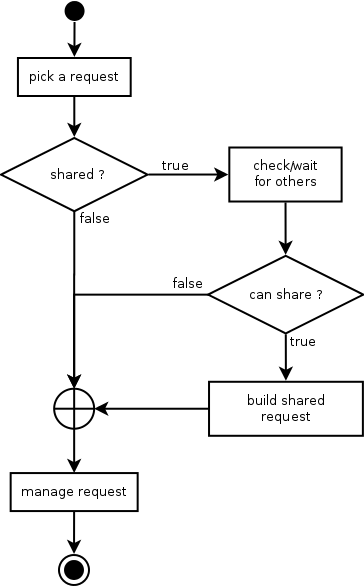 pick a request
shared ?
true
check/wait
for others
false
false
can share ?
true
build shared
request
manage request